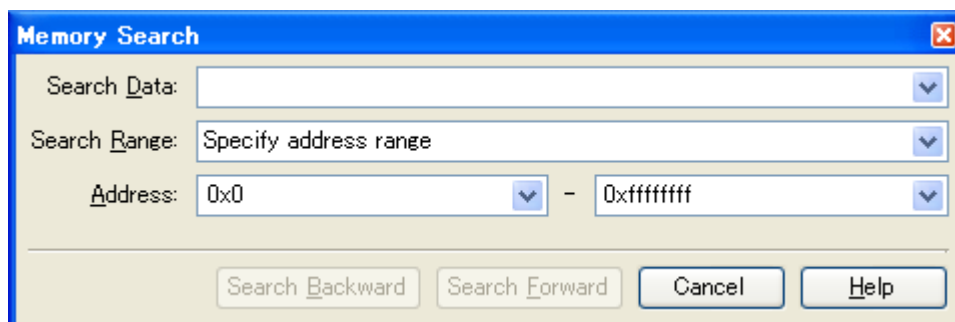 Memory Search
Search Data:
Search Range: Specify address range
Address: 0x0 - 0xffffffff
Search Backward Search Forward Cancel Help